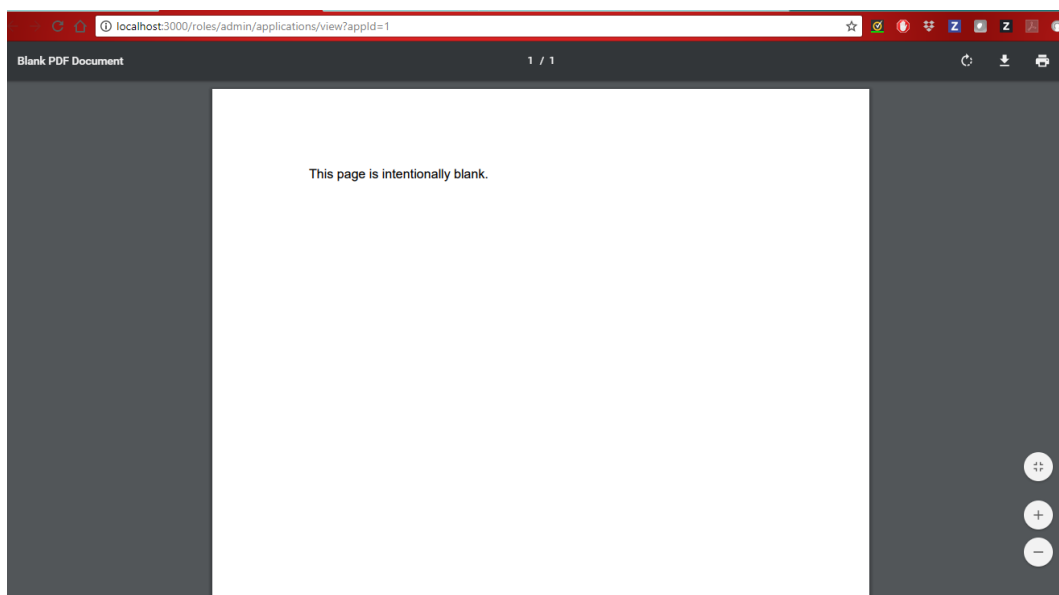 localhost:3000/roles/admin/applications/view?appId=1
Z
Z
Blank PDF Document
1 / 1
This page is intentionally blank.